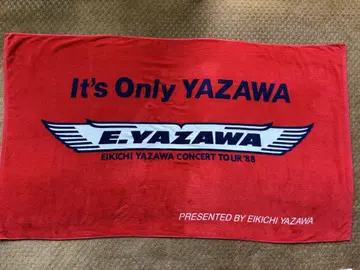 It's Only YAZAWA
E.YAZAWA
EIKICHI YAZAWA CONCERT TOUR '88
PRESENTED BY EIKICHI YAZAWA